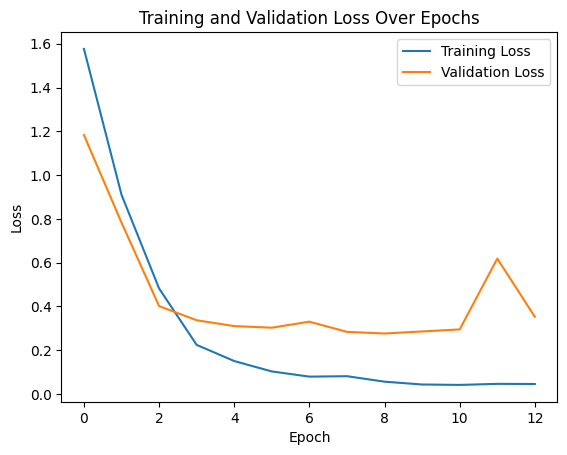 Training and Validation Loss Over Epochs
Training Loss
Validation Loss
1.6
1.4
1.2
1.0
0.8
0.6
0.4
0.2
0.0
Loss
0 2 4 6 8 10 12
Epoch